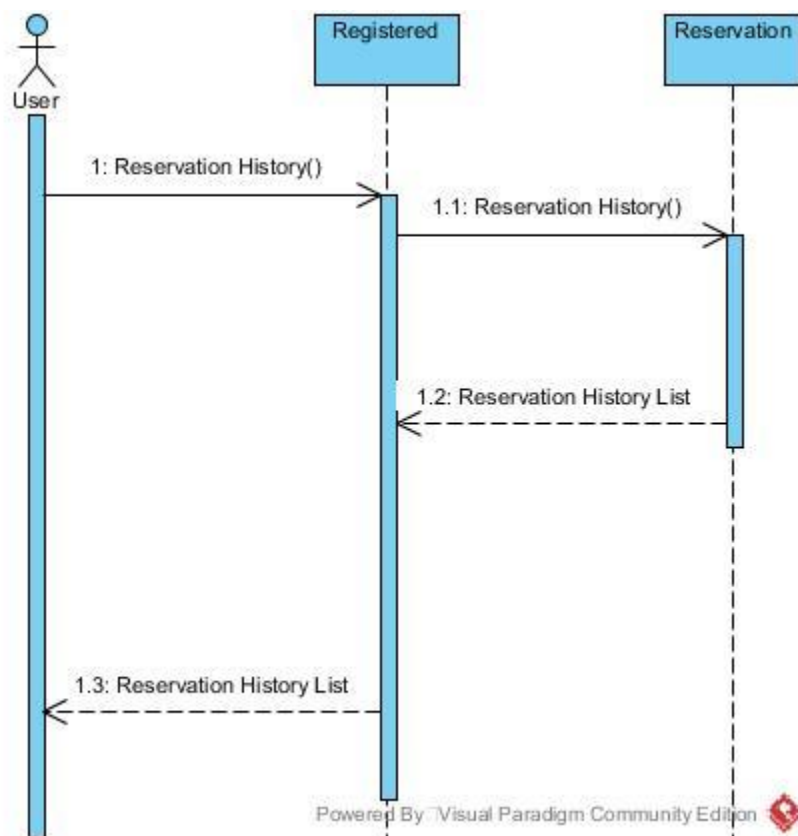 Registered
Reservation
User
1: Reservation History()
1.1: Reservation History()
1.2: Reservation History List
1.3: Reservation History List
Powered By Visual Paradigm Community Edition